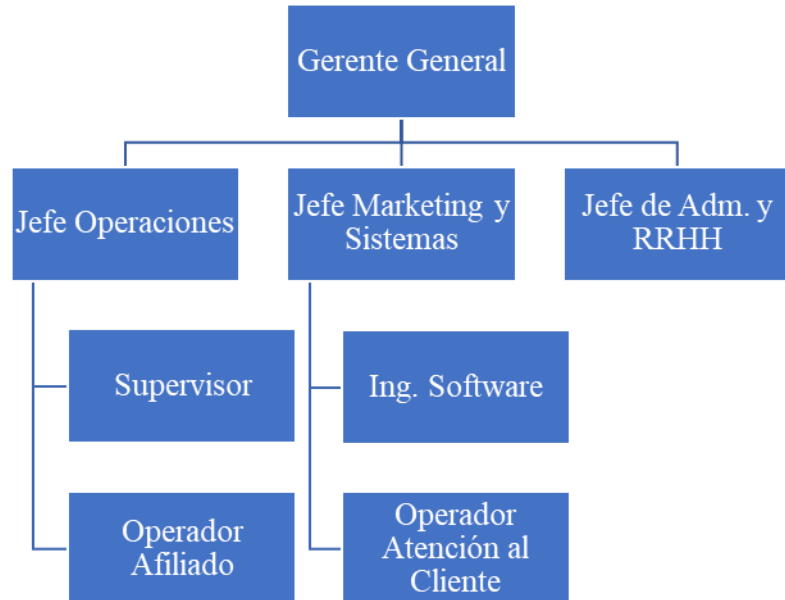 Gerente General
Jefe Operaciones
Jefe Marketing y
Sistemas
Jefe de Adm. y
RRHH
Supervisor
Ing. Software
Operador
Afiliado
Operador
Atención al
Cliente